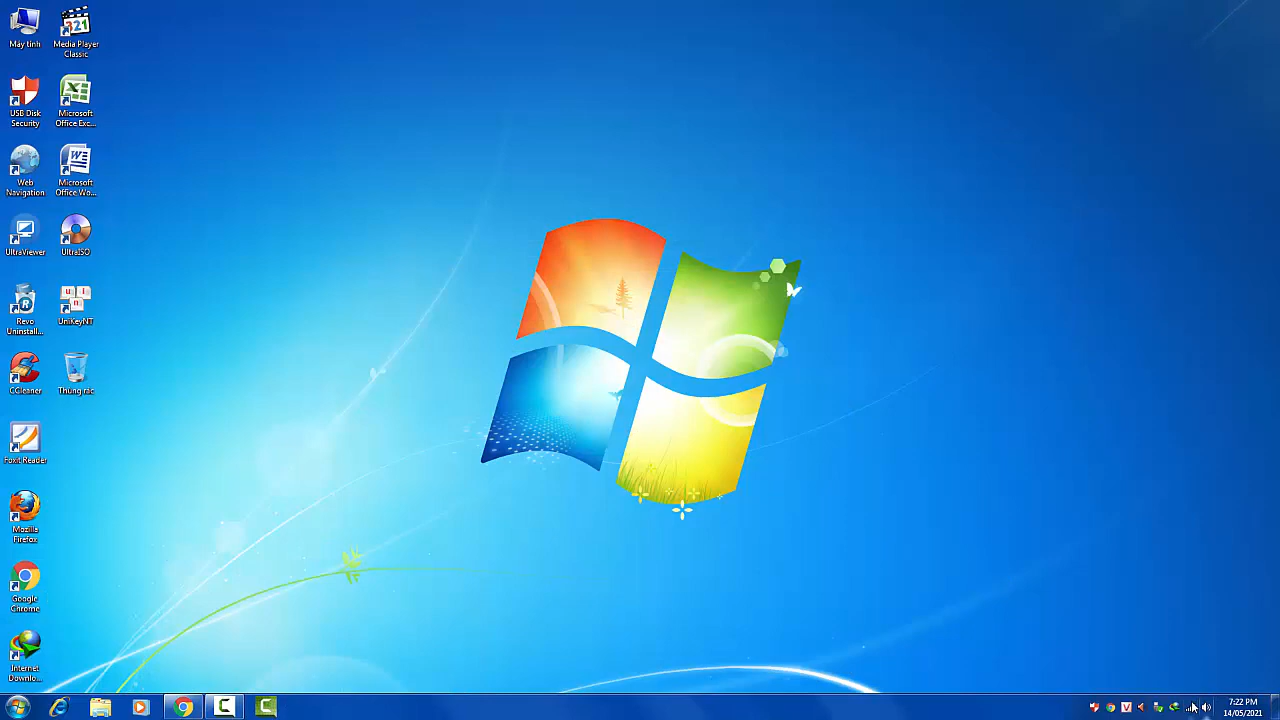 Máy tính
Media Player
Classic
USB Disk
Security
Microsoft
Office Exc...
Web
Navigation
Microsoft
Office Wo...
UltraViewer
UltraISO
Revo
Uninstall...
UniKeyNT
CCleaner
Thùng rác
Foxit Reader
Mozilla
Firefox
Google
Chrome
Internet
Downlo...
7:22 PM
14/05/2021